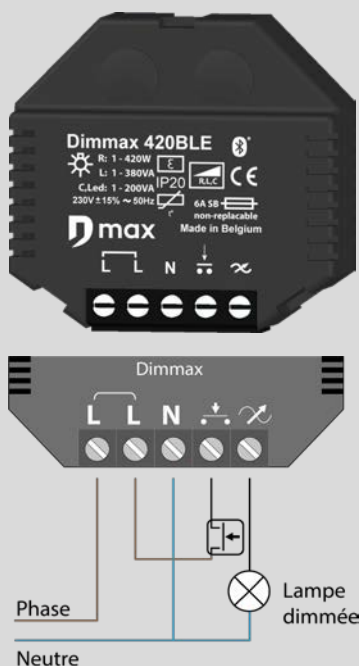 Dimmax 420BLE
R: 1 - 420W
L: 1 - 380VA
C,Led: 1 - 200VA
230V±15% ~ 50Hz
IP20
t°
R,L,C
CE
6A SB
non-replacable
Made in Belgium
Dmax
L L N
Dimmax
L L N
Phase
Neutre
Lampe
dimmée